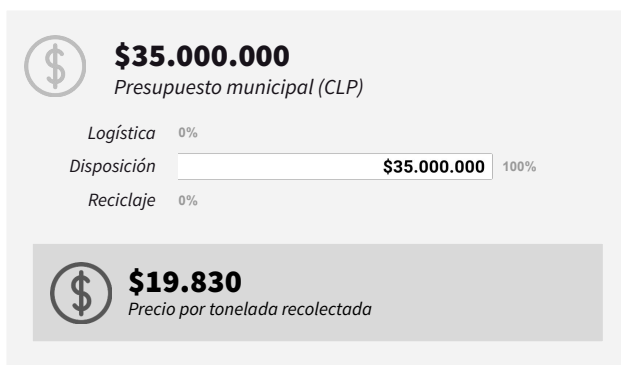 $35.000.000
Presupuesto municipal (CLP)
Logística 0%
Disposición $35.000.000 100%
Reciclaje 0%
$19.830
Precio por tonelada recolectada